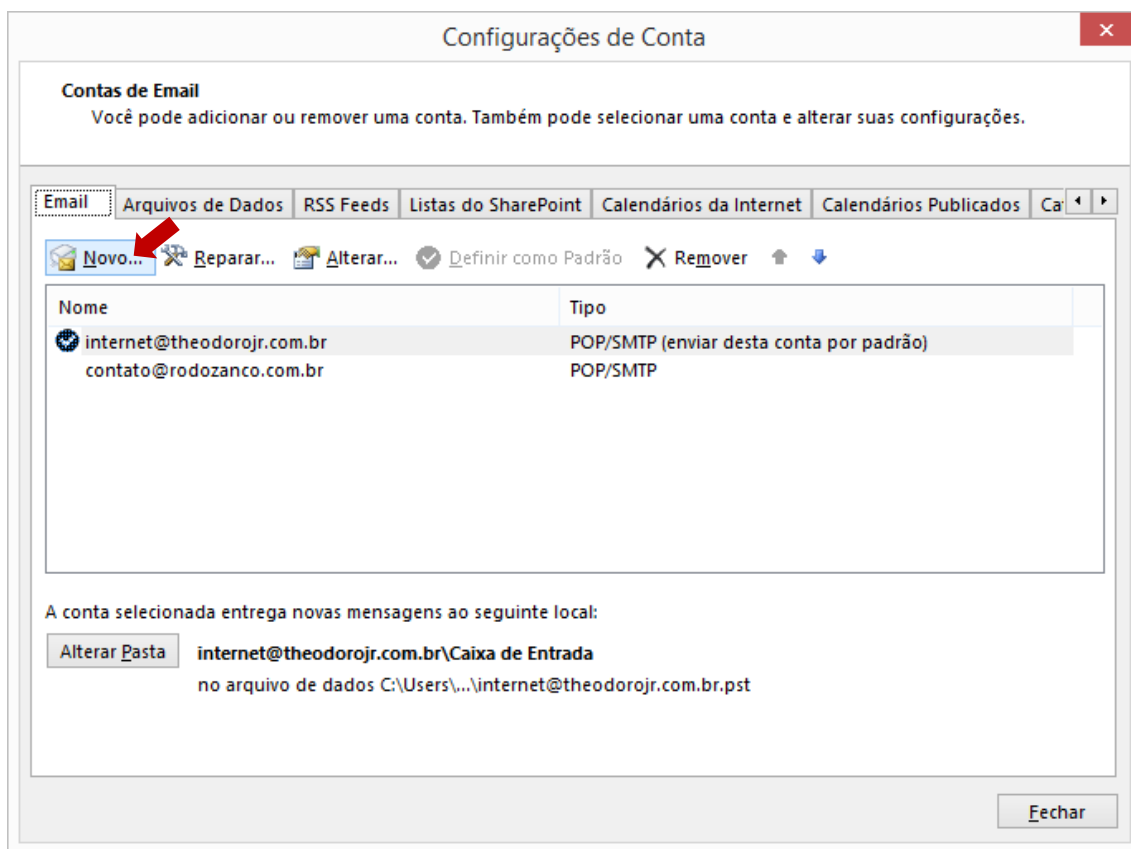 Configurações de Conta
Contas de Email
Você pode adicionar ou remover uma conta. Também pode selecionar uma conta e alterar suas configurações.
Email Arquivos de Dados RSS Feeds Listas do SharePoint Calendários da Internet Calendários Publicados
Novo... Reparar... Alterar... Definir como Padrão Remover
Nome Tipo
internet@theodorojr.com.br POP/SMTP (enviar desta conta por padrão)
contato@rodozanco.com.br POP/SMTP
A conta selecionada entrega novas mensagens ao seguinte local:
Alterar Pasta internet@theodorojr.com.br\Caixa de Entrada
no arquivo de dados C:\Users\...\internet@theodorojr.com.br.pst
Fechar